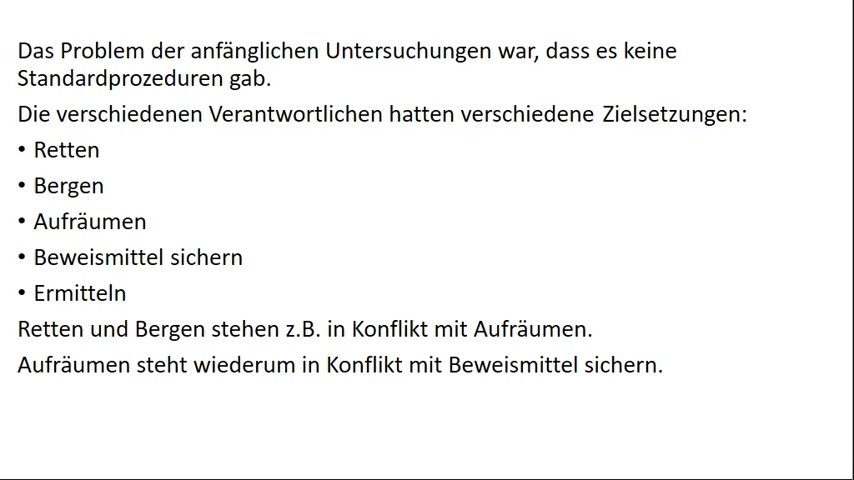 Das Problem der anfänglichen Untersuchungen war, dass es keine
Standardprozeduren gab.
Die verschiedenen Verantwortlichen hatten verschiedene Zielsetzungen:
• Retten
• Bergen
• Aufräumen
• Beweismittel sichern
• Ermitteln
Retten und Bergen stehen z.B. in Konflikt mit Aufräumen.
Aufräumen steht wiederum in Konflikt mit Beweismittel sichern.